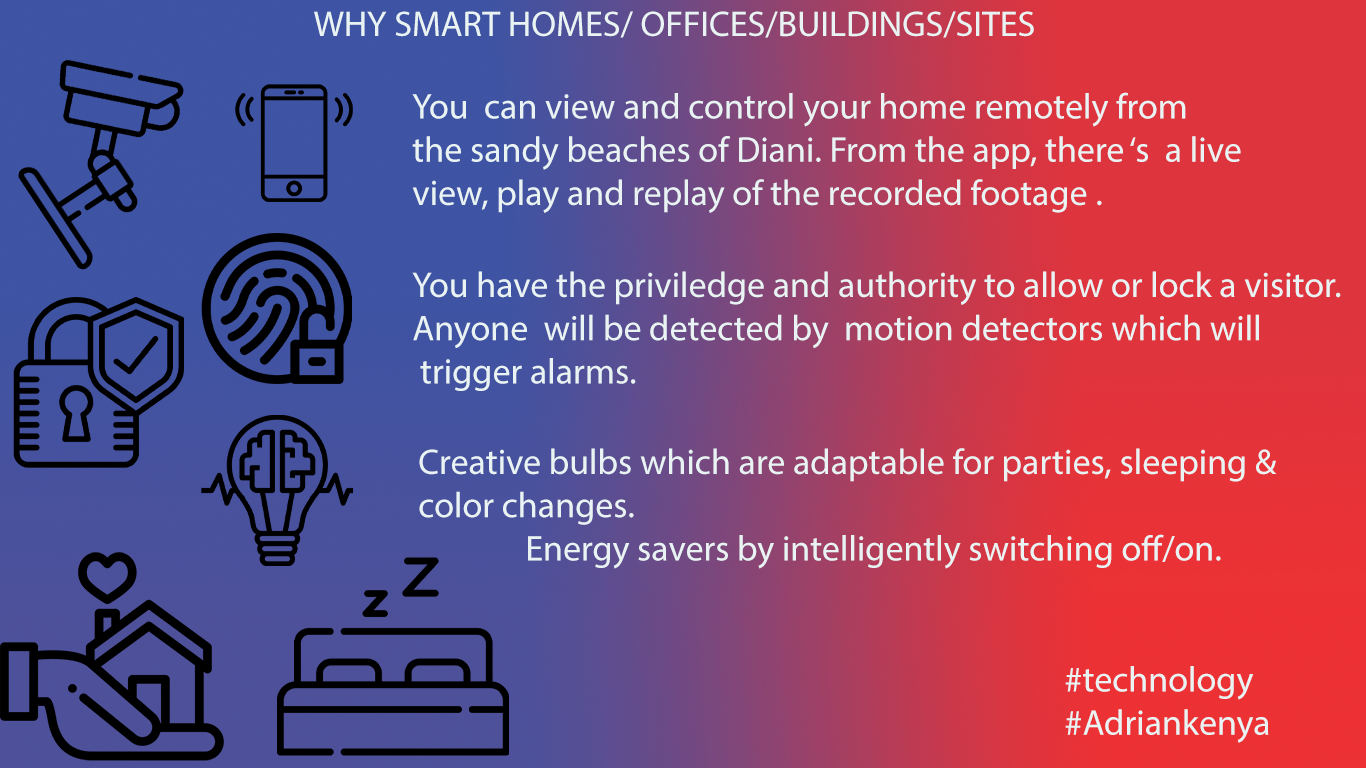 WHY SMART HOMES/ OFFICES/BUILDINGS/SITES
You can view and control your home remotely from
the sandy beaches of Diani. From the app, there's a live
view, play and replay of the recorded footage .
You have the priviledge and authority to allow or lock a visitor.
Anyone will be detected by motion detectors which will
trigger alarms.
Creative bulbs which are adaptable for parties, sleeping &
color changes.
Energy savers by intelligently switching off/on.
z Z
#technology
#Adriankenya